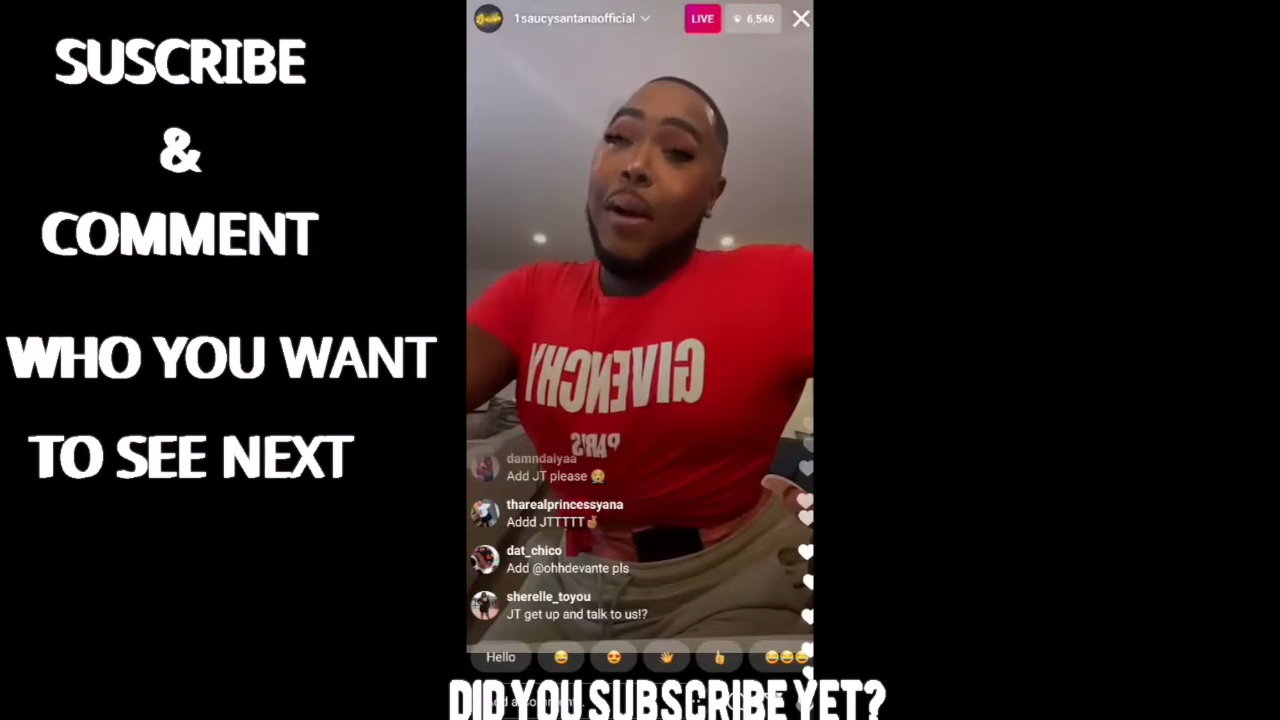 SUSCRIBE
&
COMMENT
WHO YOU WANT
TO SEE NEXT
1saucysantanaofficial
LIVE
6,546
GIVENCHY
PARIS
damndaiyaa
Add JT please 😭
tharealprincessyana
Addd JTTTTT🤞
dat_chico
Add @ohhdevante pls
sherelle_toyou
JT get up and talk to us!?
Hello 😂 😍 👋 👍 😂😂😂
DID YOU SUBSCRIBE YET?